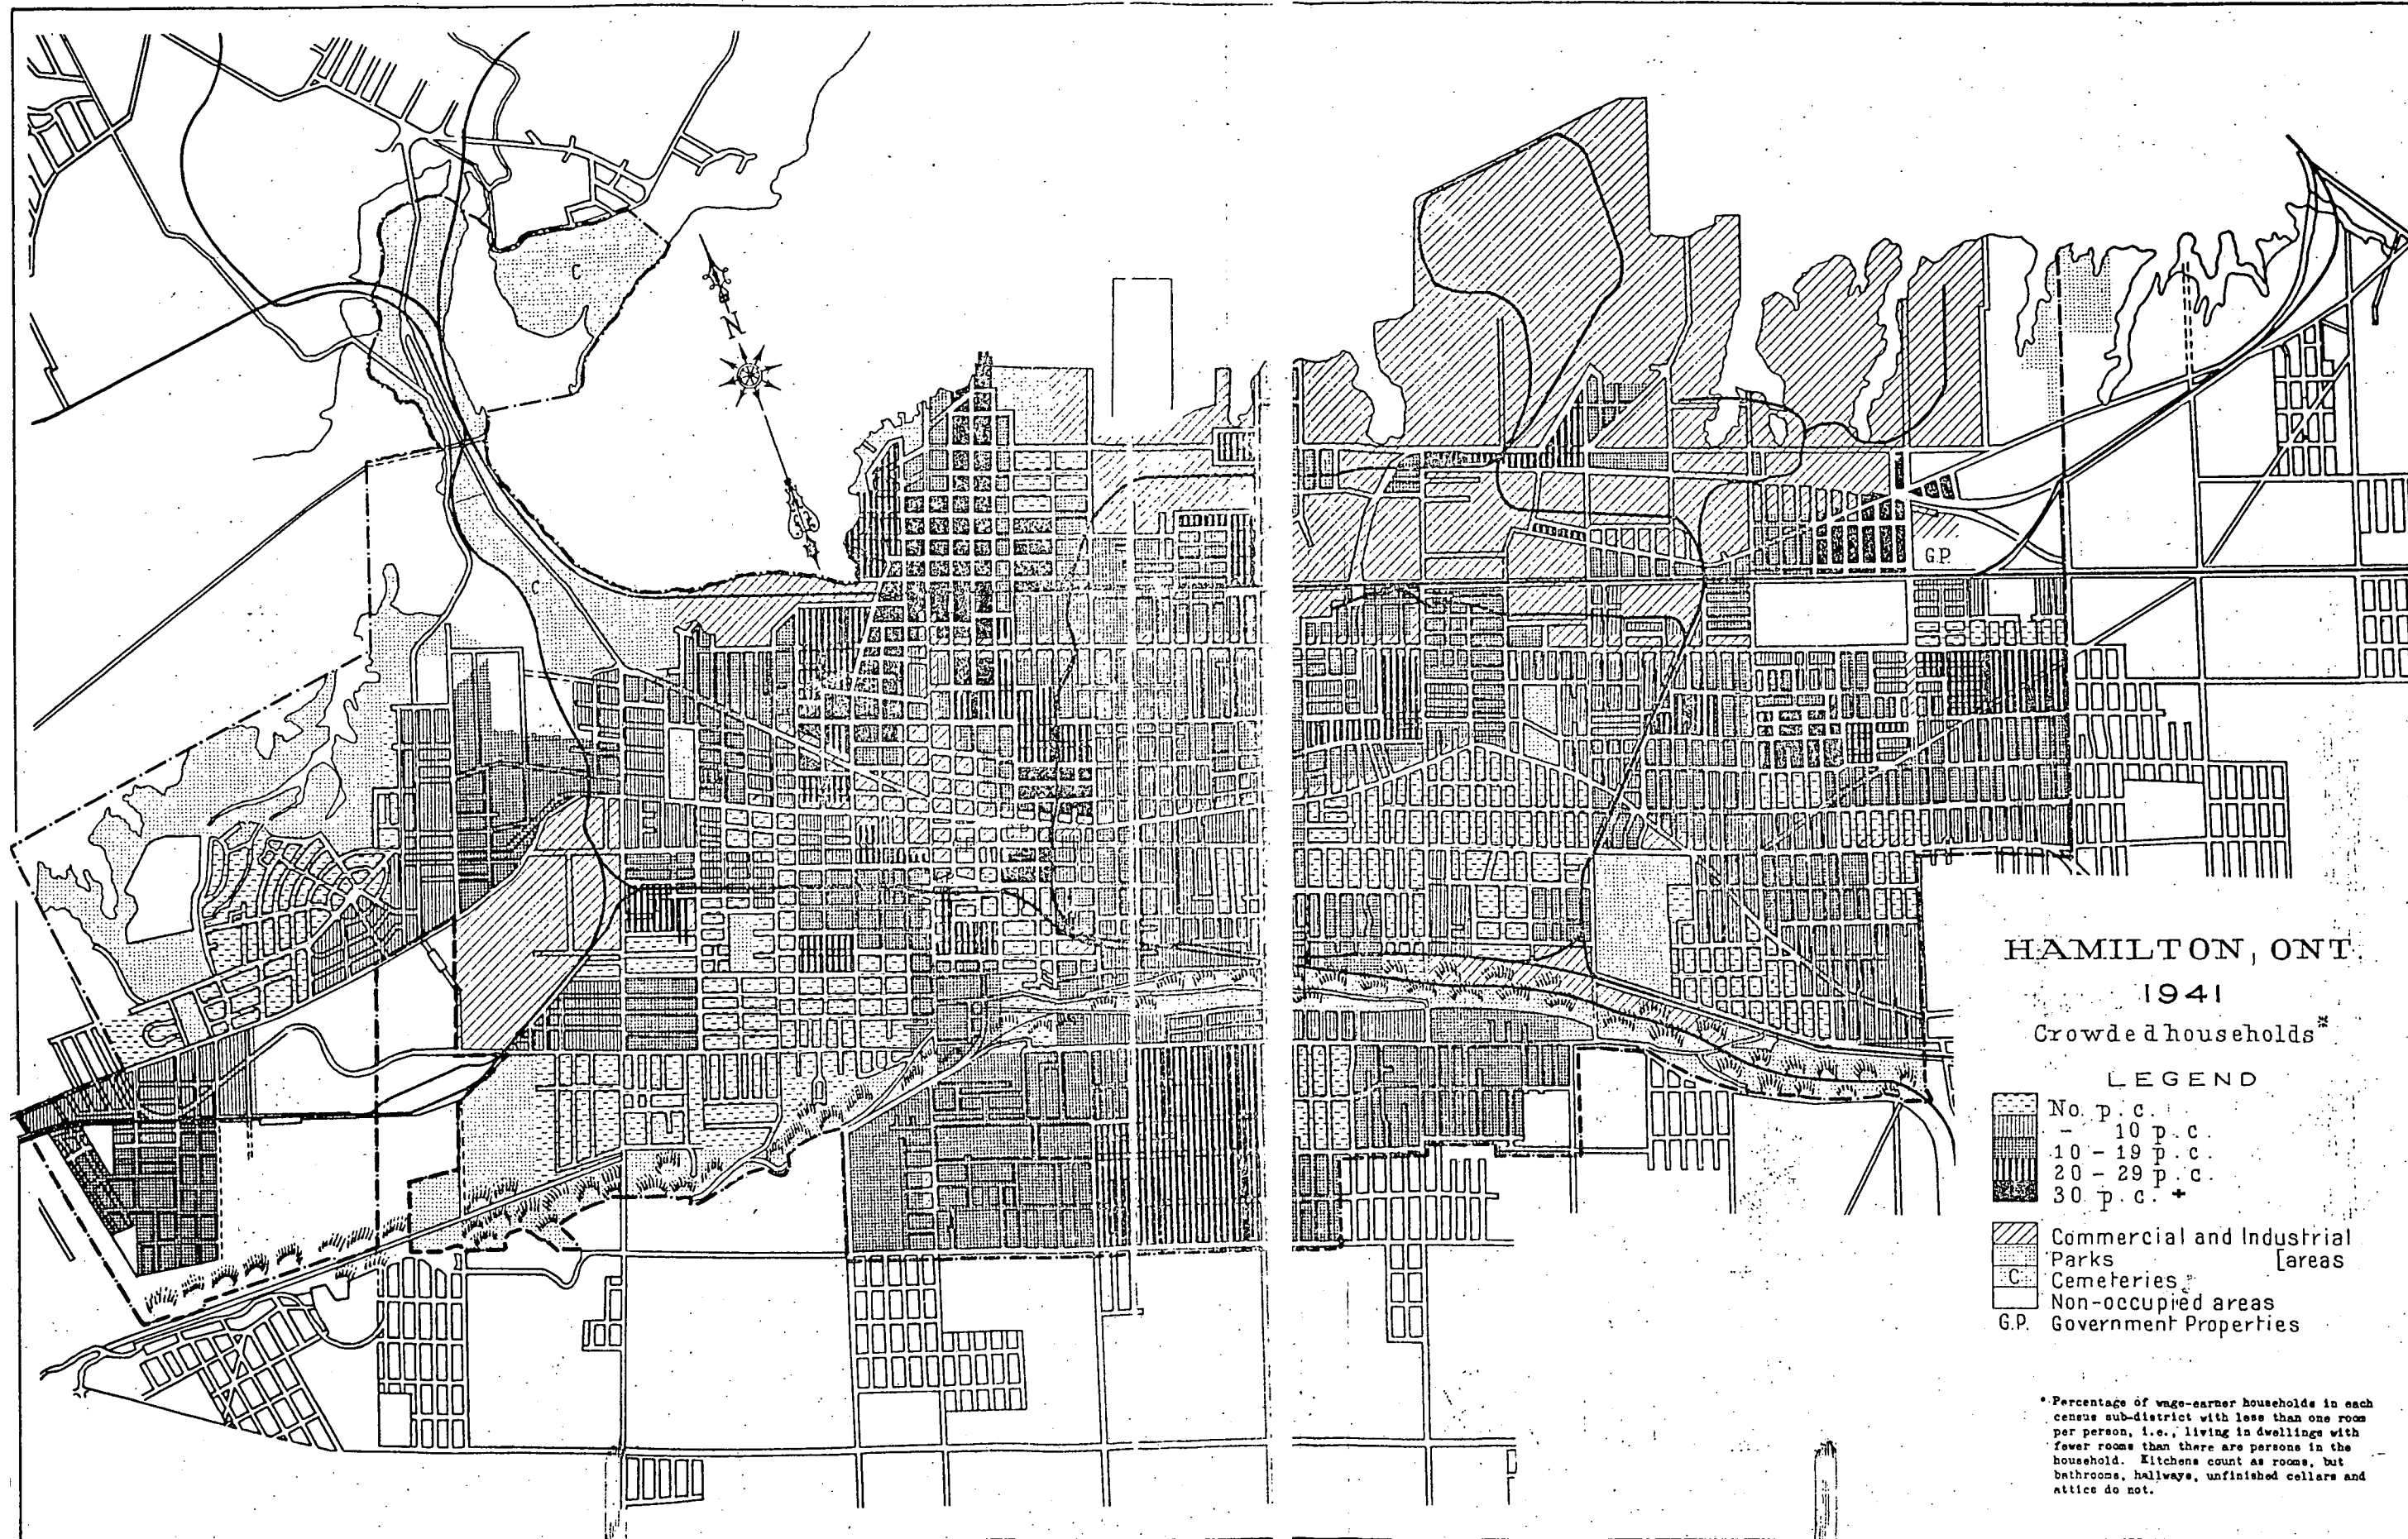 C
N
C
G.P.
HAMILTON, ONT.
1941
Crowded households*
LEGEND
No. p.c.
- 10 p.c.
10 - 19 p.c.
20 - 29 p.c.
30 p.c. +
Commercial and Industrial
Parks [areas
C Cemeteries
Non-occupied areas
G.P. Government Properties
* Percentage of wage-earner households in each
census sub-district with less than one room
per person, i.e., living in dwellings with
fewer rooms than there are persons in the
household. Kitchens count as rooms, but
bathrooms, hallways, unfinished cellars and
attics do not.